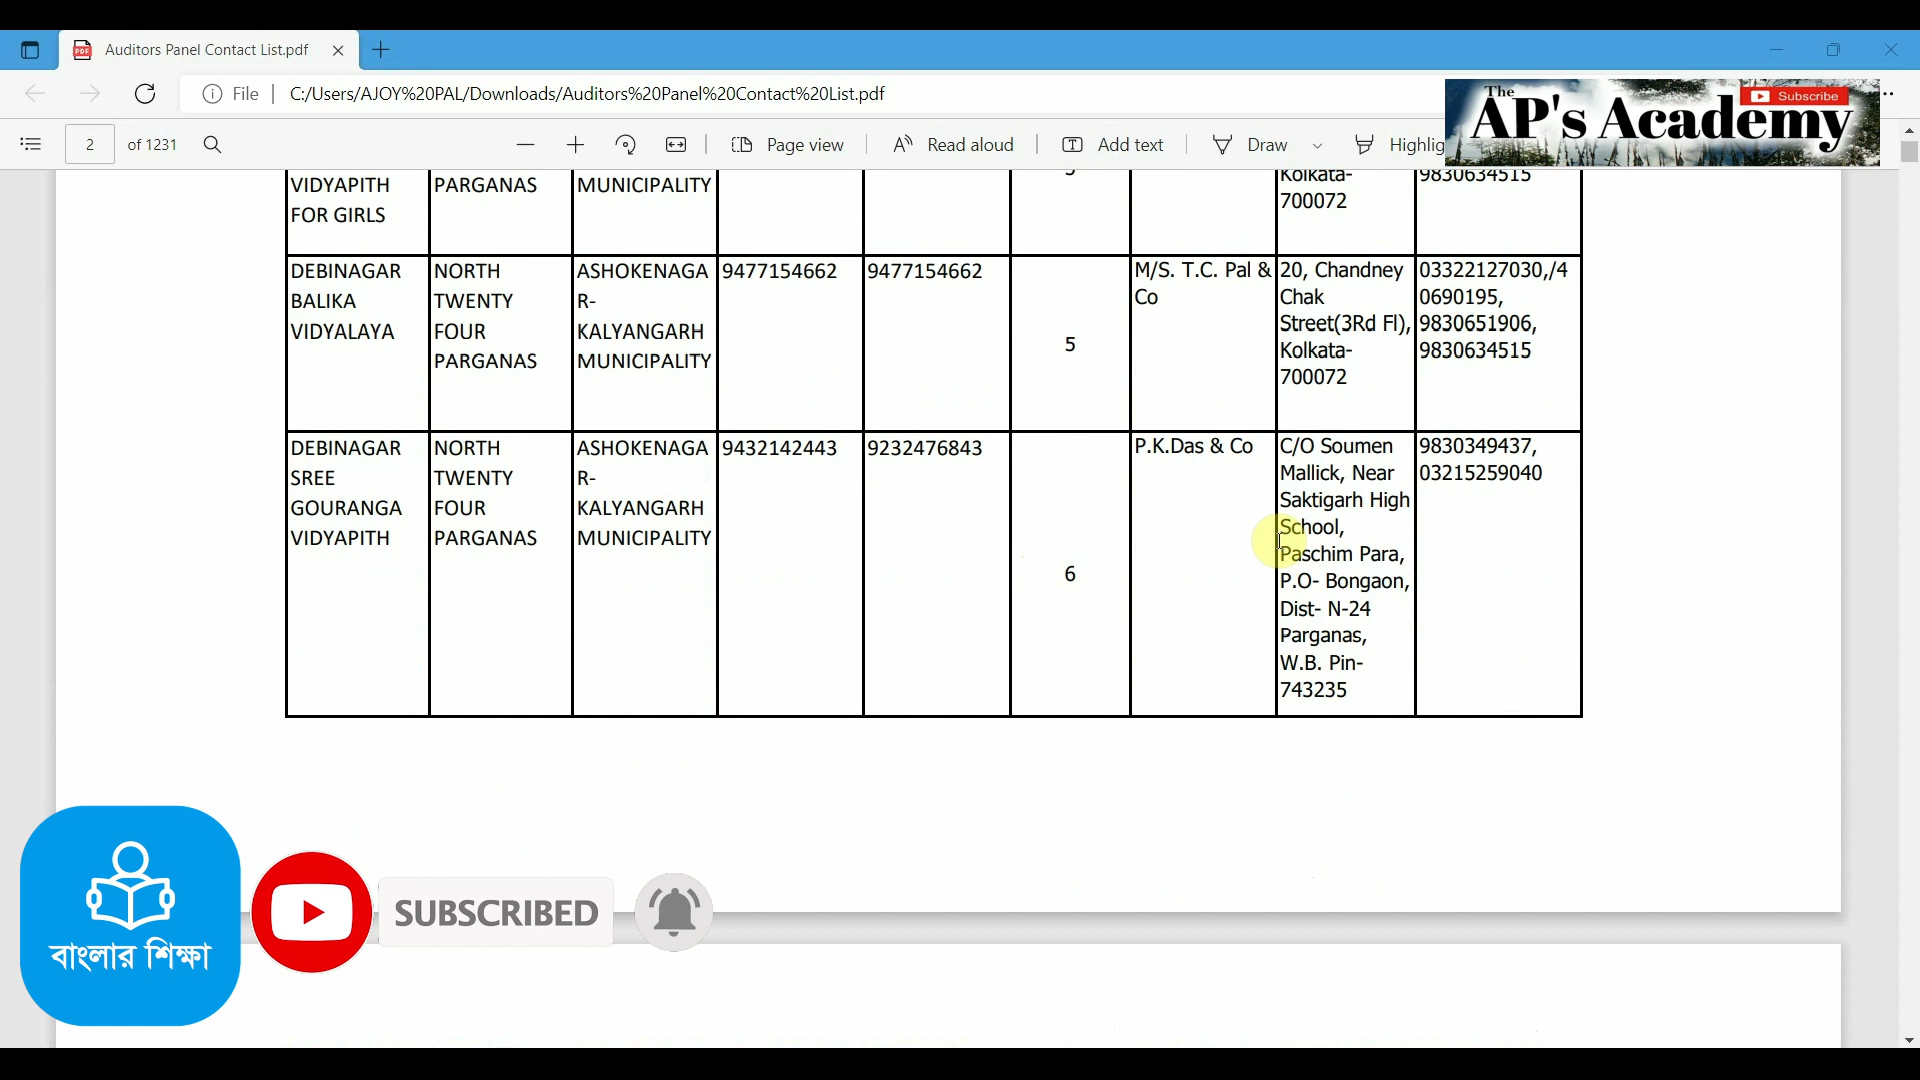 Auditors Panel Contact List.pdf
File
C:/Users/AJOY%20PAL/Downloads/Auditors%20Panel%20Contact%20List.pdf
The
AP's Academy
Subscribe
2
of 1231
Page view
Read aloud
Add text
Draw
Highlig
VIDYAPITH
FOR GIRLS
PARGANAS
MUNICIPALITY
Kolkata-
700072
9830634515
DEBINAGAR
BALIKA
VIDYALAYA
NORTH
TWENTY
FOUR
PARGANAS
ASHOKENAGA
R-
KALYANGARH
MUNICIPALITY
9477154662
9477154662
5
M/S. T.C. Pal &
Co
20, Chandney
Chak
Street(3Rd Fl),
Kolkata-
700072
03322127030,/4
0690195,
9830651906,
9830634515
DEBINAGAR
SREE
GOURANGA
VIDYAPITH
NORTH
TWENTY
FOUR
PARGANAS
ASHOKENAGA
R-
KALYANGARH
MUNICIPALITY
9432142443
9232476843
6
P.K.Das & Co
C/O Soumen
Mallick, Near
Saktigarh High
School,
Paschim Para,
P.O- Bongaon,
Dist- N-24
Parganas,
W.B. Pin-
743235
9830349437,
03215259040
বাংলার শিক্ষা
SUBSCRIBED